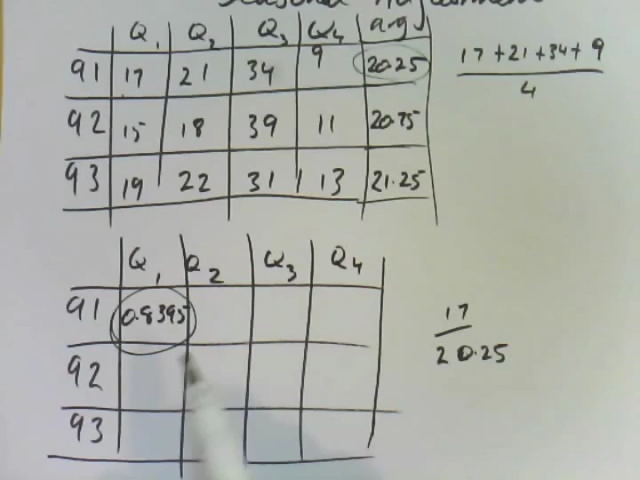 Q1 Q2 Q3 Q4 avg
91 17 21 34 9 20.25
92 15 18 39 11 20.75
93 19 22 31 13 21.25
17 + 21 + 34 + 9
4
Q1 Q2 Q3 Q4
91 0.8395
92
93
17
20.25